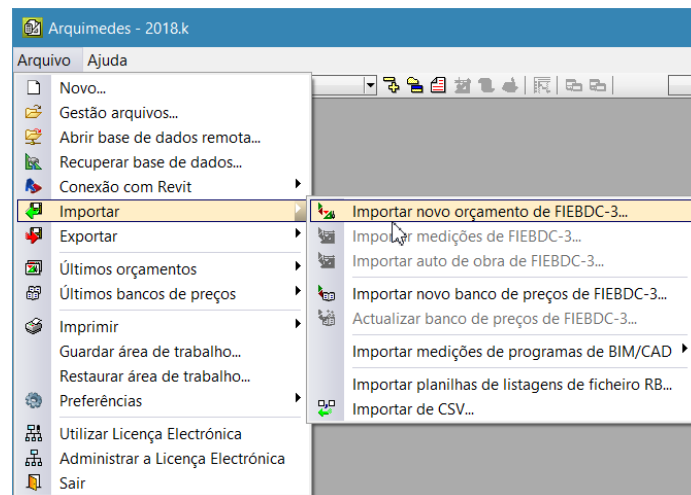 Arquimedes - 2018.k
Arquivo Ajuda
Novo...
Gestão arquivos...
Abrir base de dados remota...
Recuperar base de dados...
Conexão com Revit
Importar
Exportar
Últimos orçamentos
Últimos bancos de preços
Imprimir
Guardar área de trabalho...
Restaurar área de trabalho...
Preferências
Utilizar Licença Electrónica
Administrar a Licença Electrónica
Sair
Importar novo orçamento de FIEBDC-3...
Importar medições de FIEBDC-3...
Importar auto de obra de FIEBDC-3...
Importar novo banco de preços de FIEBDC-3...
Actualizar banco de preços de FIEBDC-3...
Importar medições de programas de BIM/CAD
Importar planilhas de listagens de ficheiro RB...
Importar de CSV...